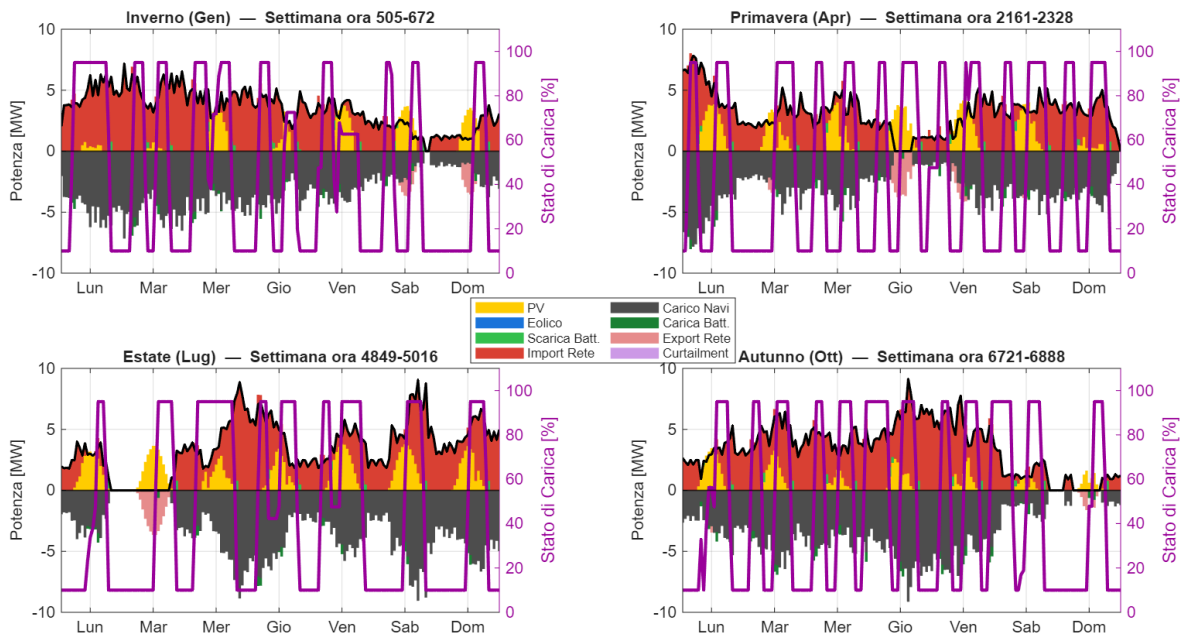 Inverno (Gen) — Settimana ora 505-672
10
5
0
-5
-10
Potenza [MW]
100
80
60
40
20
0
Stato di Carica [%]
Lun Mar Mer Gio Ven Sab Dom
Primavera (Apr) — Settimana ora 2161-2328
10
5
0
-5
-10
Potenza [MW]
100
80
60
40
20
0
Stato di Carica [%]
Lun Mar Mer Gio Ven Sab Dom
PV
Eolico
Scarica Batt.
Import Rete
Carico Navi
Carica Batt.
Export Rete
Curtailment
Estate (Lug) — Settimana ora 4849-5016
10
5
0
-5
-10
Potenza [MW]
100
80
60
40
20
0
Stato di Carica [%]
Lun Mar Mer Gio Ven Sab Dom
Autunno (Ott) — Settimana ora 6721-6888
10
5
0
-5
-10
Potenza [MW]
100
80
60
40
20
0
Stato di Carica [%]
Lun Mar Mer Gio Ven Sab Dom